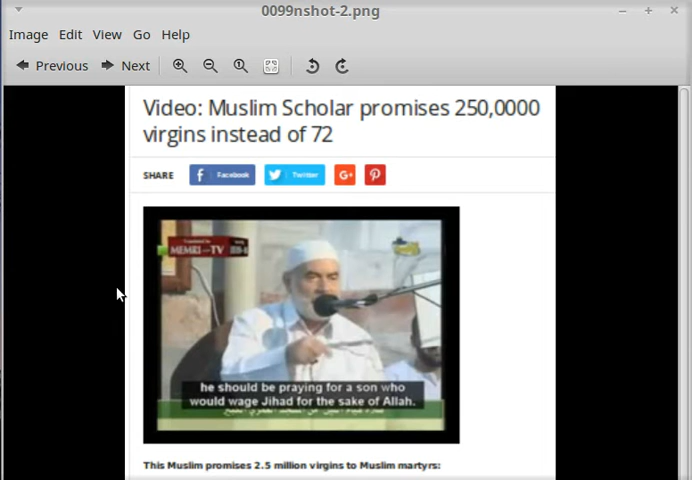 0099nshot-2.png
Image Edit View Go Help
Previous Next
Video: Muslim Scholar promises 250,0000
virgins instead of 72
SHARE Facebook Twitter G+
MEMRI—TV
he should be praying for a son who
would wage Jihad for the sake of Allah.
This Muslim promises 2.5 million virgins to Muslim martyrs: